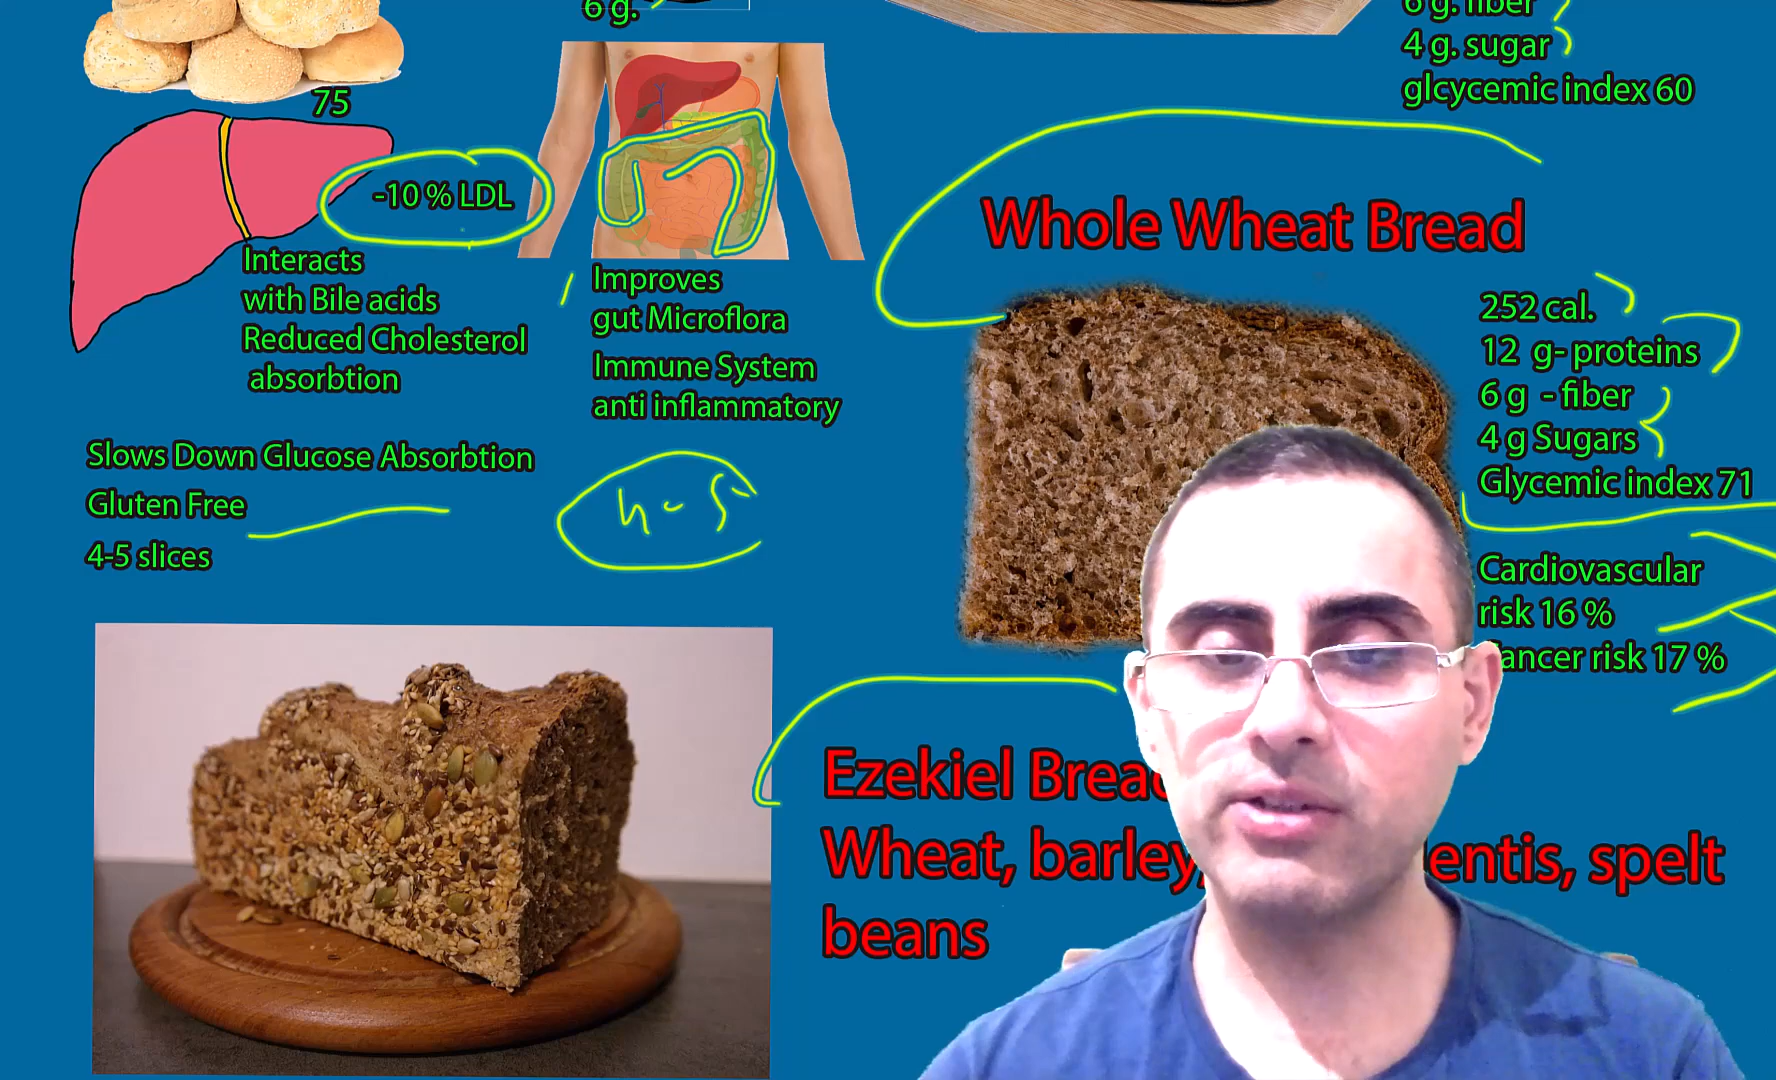 6 g.
6 g. fiber
4 g. sugar
glcycemic index 60
75
-10 % LDL
Interacts
with Bile acids
Reduced Cholesterol
absorbtion
Improves
gut Microflora
Immune System
anti inflammatory
Slows Down Glucose Absorbtion
Gluten Free
4-5 slices
Whole Wheat Bread
252 cal.
12 g- proteins
6 g - fiber
4 g Sugars
Glycemic index 71
Cardiovascular
risk 16 %
ancer risk 17 %
Ezekiel Brea
Wheat, barley, entis, spelt
beans